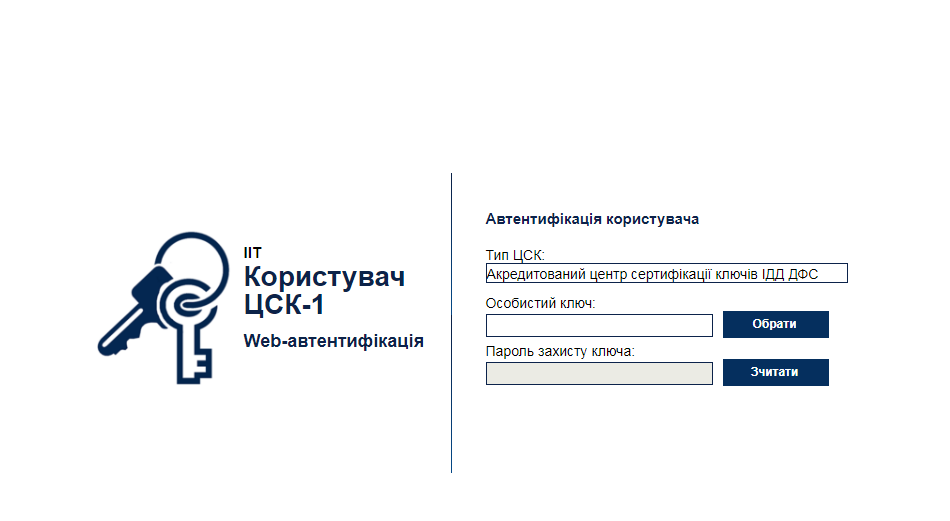 ІІТ
Користувач
ЦСК-1
Web-автентифікація
Автентифікація користувача
Тип ЦСК:
Акредитований центр сертифікації ключів ІДД ДФС
Особистий ключ:
Обрати
Пароль захисту ключа:
Зчитати